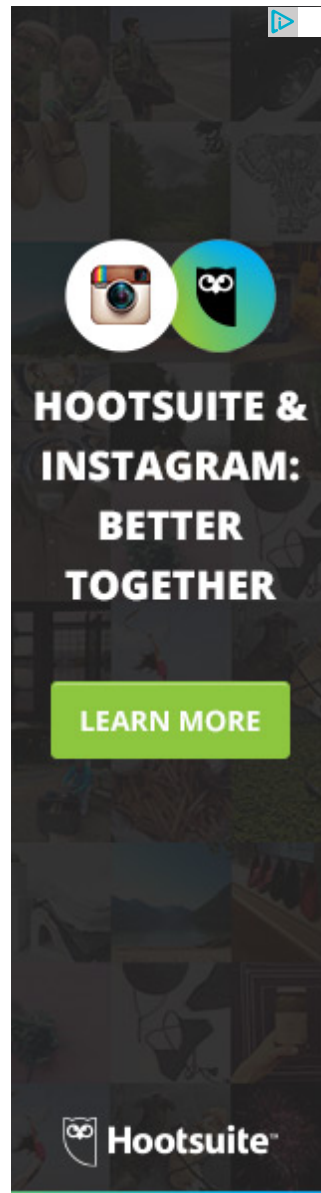 HOOTSUITE &
INSTAGRAM:
BETTER
TOGETHER
LEARN MORE
Hootsuite™